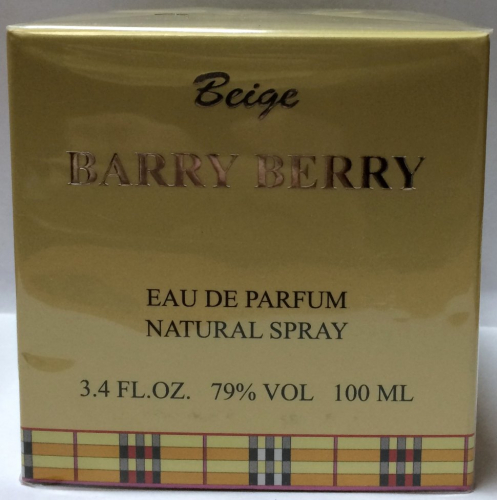 Beige
BARRY BERRY
EAU DE PARFUM
NATURAL SPRAY
3.4 FL.OZ. 79% VOL 100 ML